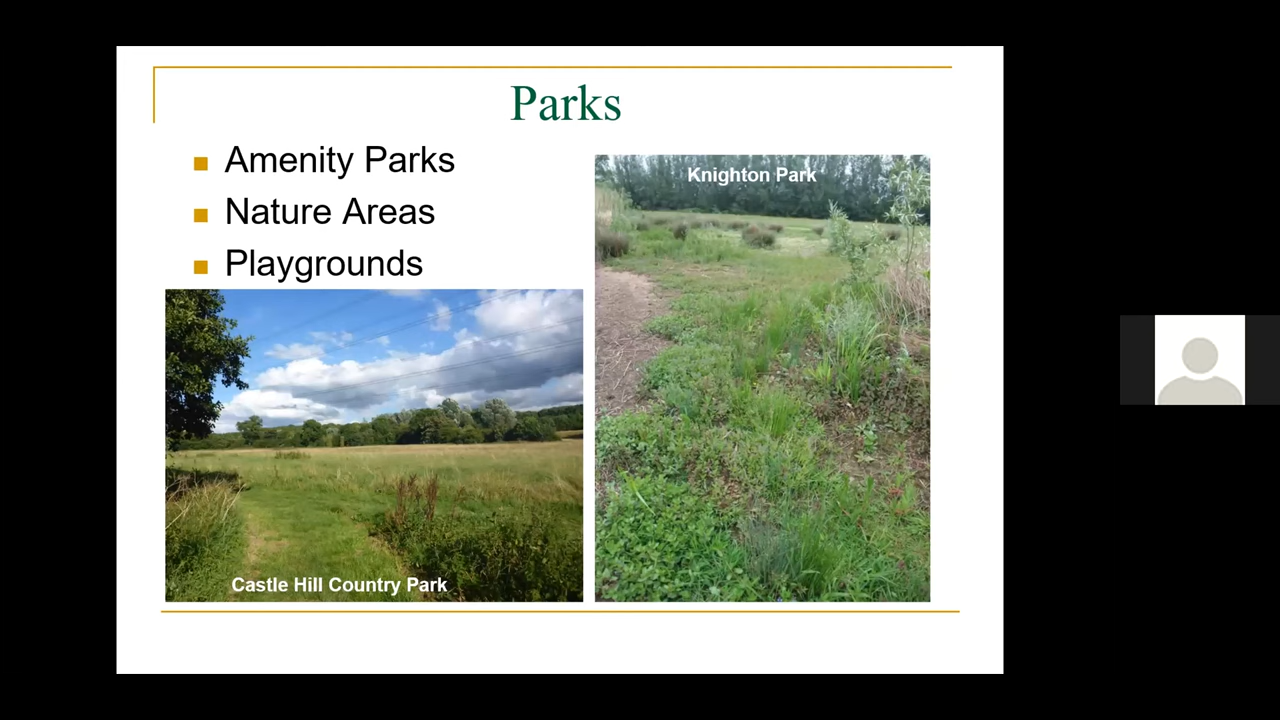 Parks
Amenity Parks
Nature Areas
Playgrounds
Knighton Park
Castle Hill Country Park